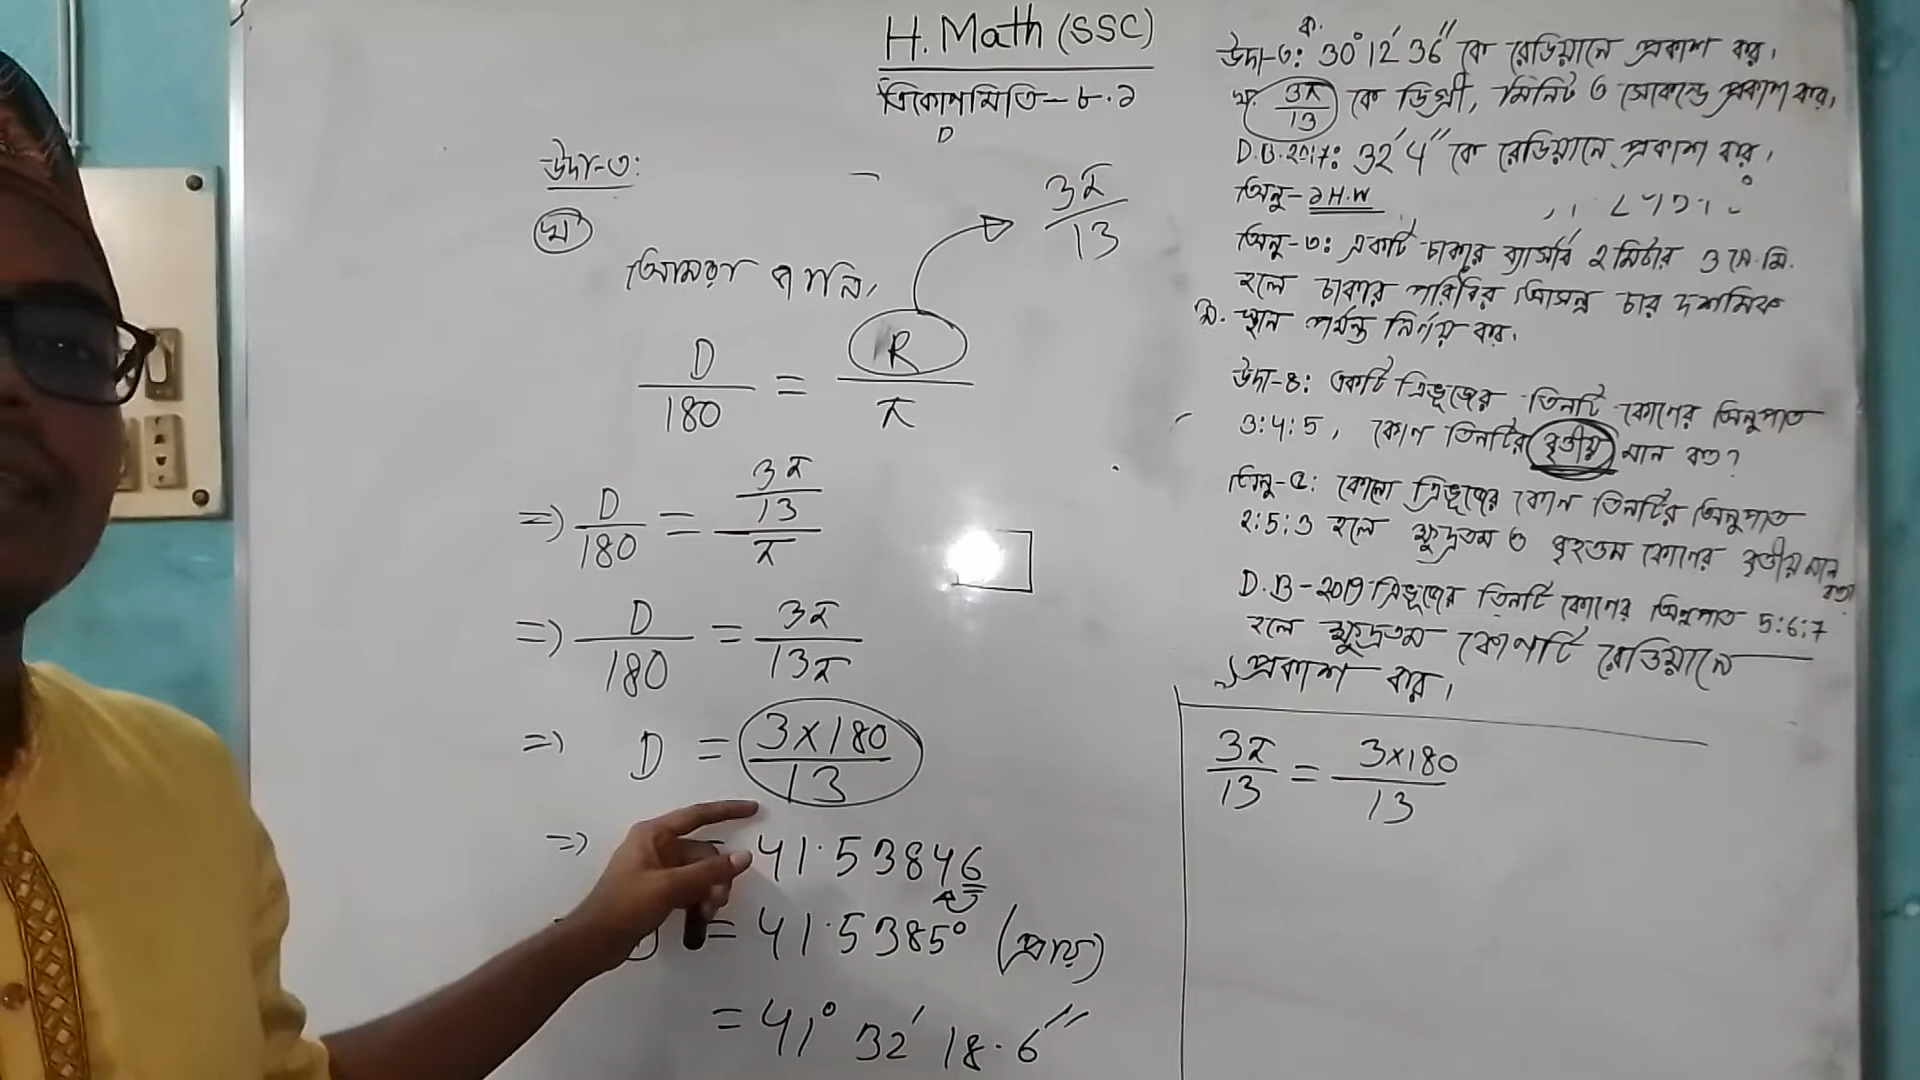 H. Math (SSC)
ত্রিকোণমিতি - ৮.১
D
উদা-৩:
খ
আমরা জানি,
D/180 = R/π
3π/13
=> D/180 = (3π/13)/π
=> D/180 = 3π/13π
=> D = (3×180)/13
=> = 41.53846
= 41.5385° (প্রায়)
= 41° 32′ 18.6″
উদা-৩: ক. 30° 12′ 36″ কে রেডিয়ানে প্রকাশ কর।
খ. 3π/13 কে ডিগ্রী, মিনিট ও সেকেন্ডে প্রকাশ কর।
D.B. 2017: 32′ 4″ কে রেডিয়ানে প্রকাশ কর।
অনু-১ H.W
অনু-৩: একটি চাকার ব্যাসার্ধ ২ মিটার 3 সে.মি.
হলে চাকার পরিধির আসন্ন চার দশমিক
স্থান পর্যন্ত নির্ণয় কর।
উদা-৪: একটি ত্রিভুজের তিনটি কোণের অনুপাত
3:4:5, কোণ তিনটির বৃত্তীয় মান কত?
অনু-৫: কোনো ত্রিভুজের কোণ তিনটির অনুপাত
২:5:3 হলে ক্ষুদ্রতম ও বৃহত্তম কোণের বৃত্তীয় মান কত?
D.B - 2019 ত্রিভুজের তিনটি কোণের অনুপাত 5:6:7
হলে ক্ষুদ্রতম কোণটি রেডিয়ানে
প্রকাশ কর।
3π/13 = (3×180)/13